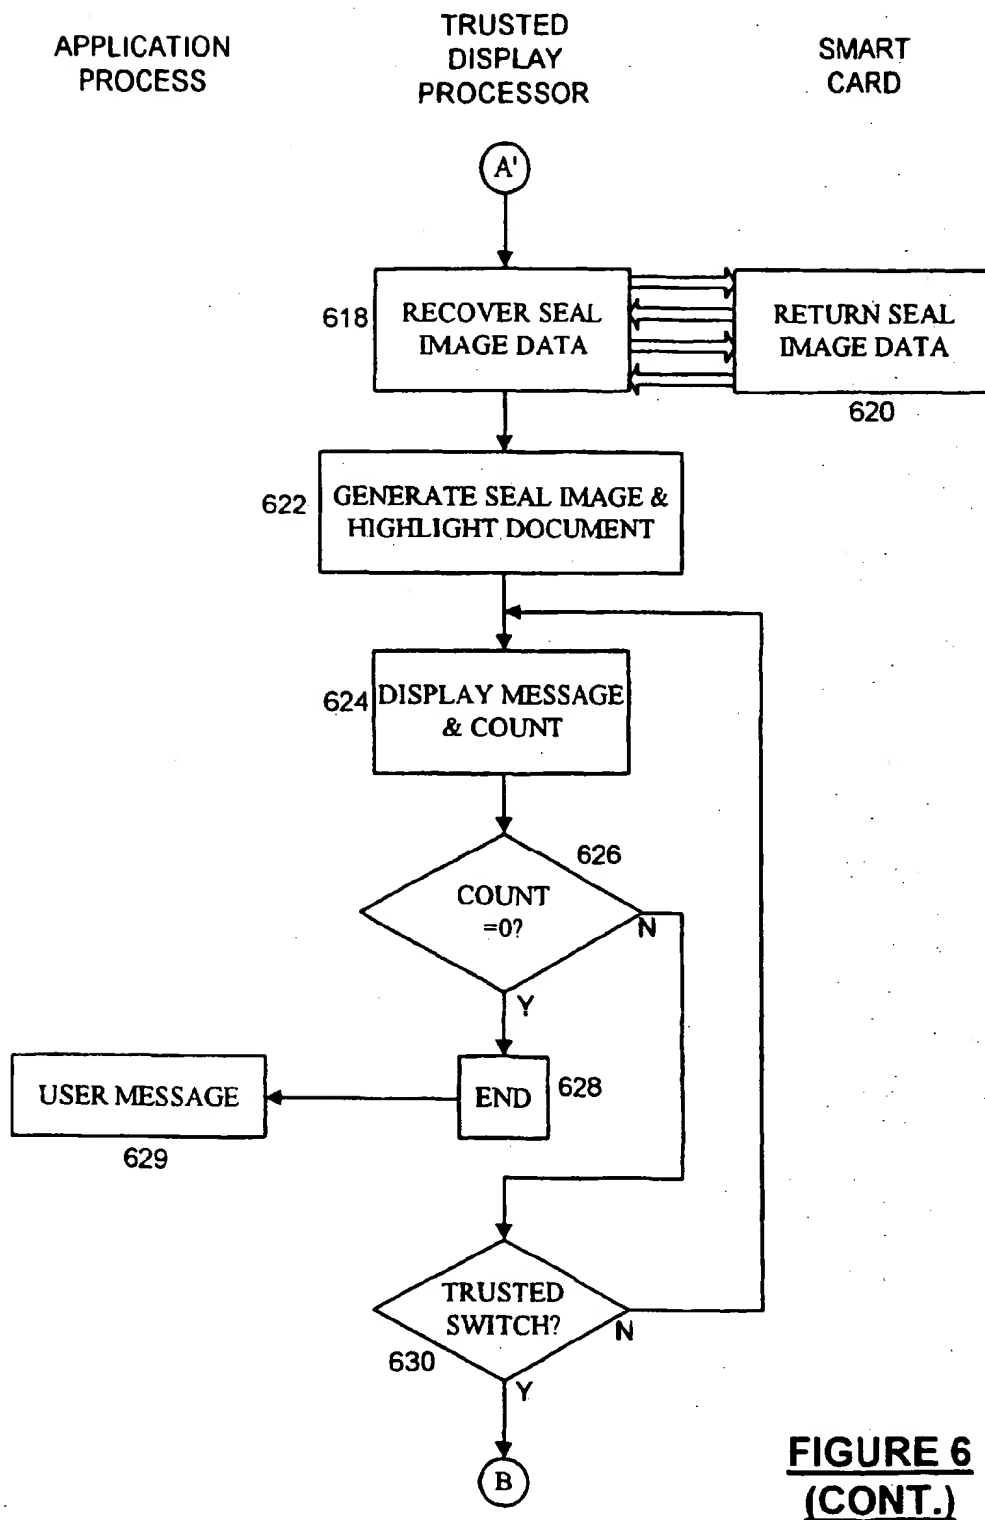 APPLICATION
PROCESS
TRUSTED
DISPLAY
PROCESSOR
SMART
CARD
A'
618
RECOVER SEAL
IMAGE DATA
RETURN SEAL
IMAGE DATA
620
622
GENERATE SEAL IMAGE &
HIGHLIGHT DOCUMENT
624
DISPLAY MESSAGE
& COUNT
626
COUNT
=0?
N
Y
USER MESSAGE
629
END
628
TRUSTED
SWITCH?
N
630
Y
B
FIGURE 6
(CONT.)